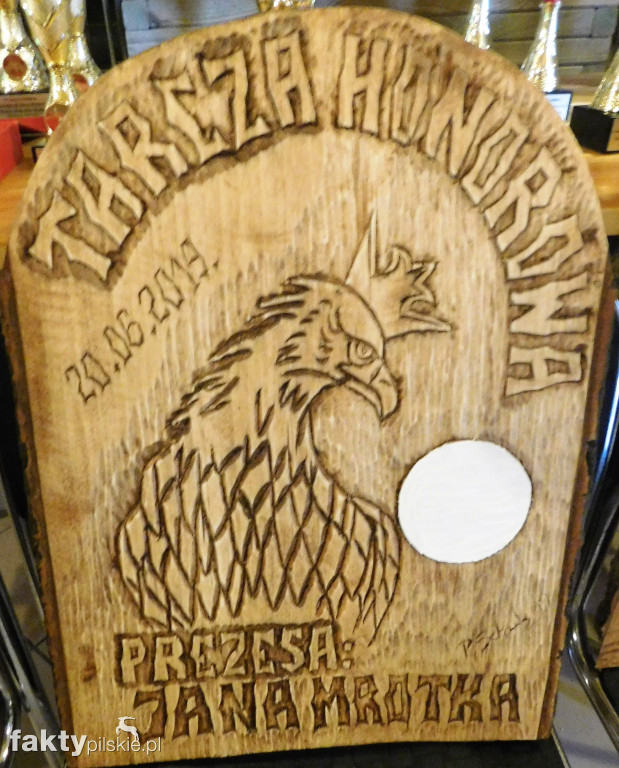 TARCZA HONOROWA
20.06.2019.
PREZESA:
JANA MROTKA
faktypilskie.pl